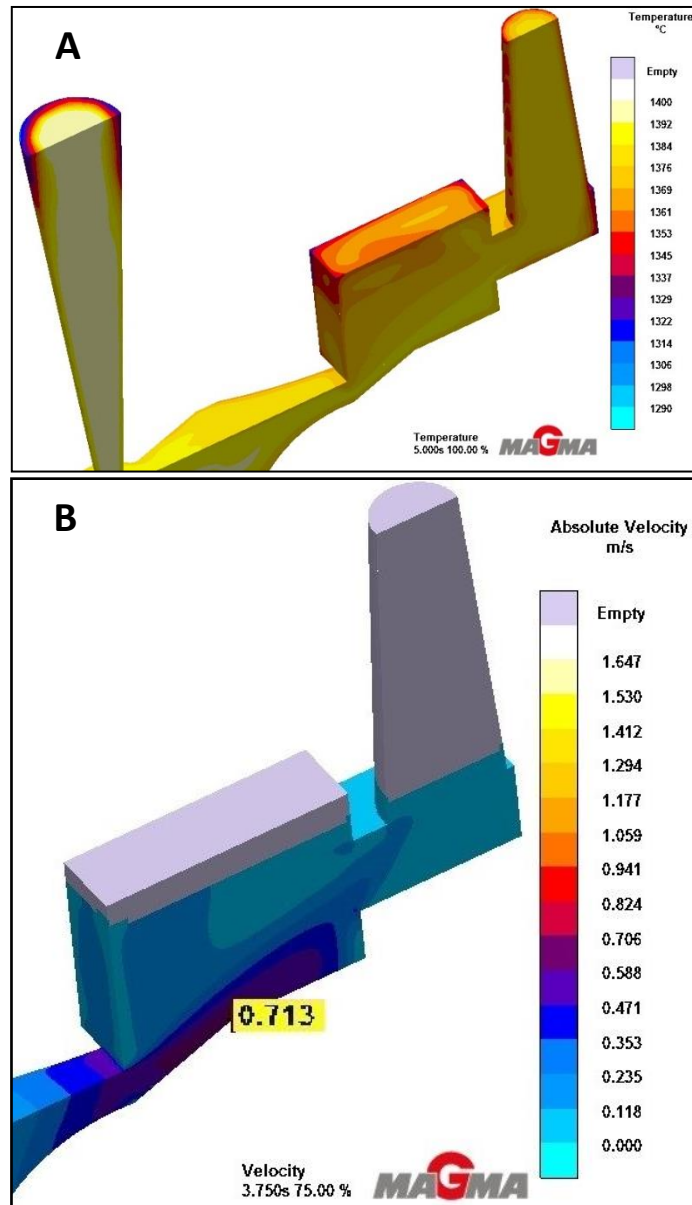 A
Temperature
°C
Empty
1400
1392
1384
1376
1369
1361
1353
1345
1337
1329
1322
1314
1306
1298
1290
Temperature
5.000s 100.00 %
MAGMA
B
Absolute Velocity
m/s
Empty
1.647
1.530
1.412
1.294
1.177
1.059
0.941
0.824
0.706
0.588
0.471
0.353
0.235
0.118
0.000
0.713
Velocity
3.750s 75.00 %
MAGMA